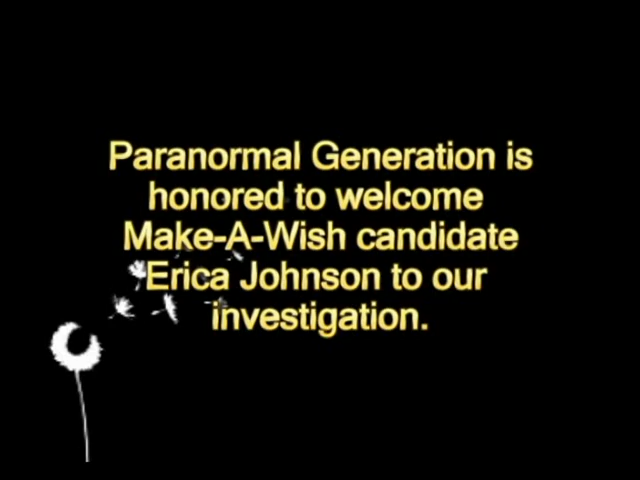 Paranormal Generation is
honored to welcome
Make-A-Wish candidate
Erica Johnson to our
investigation.